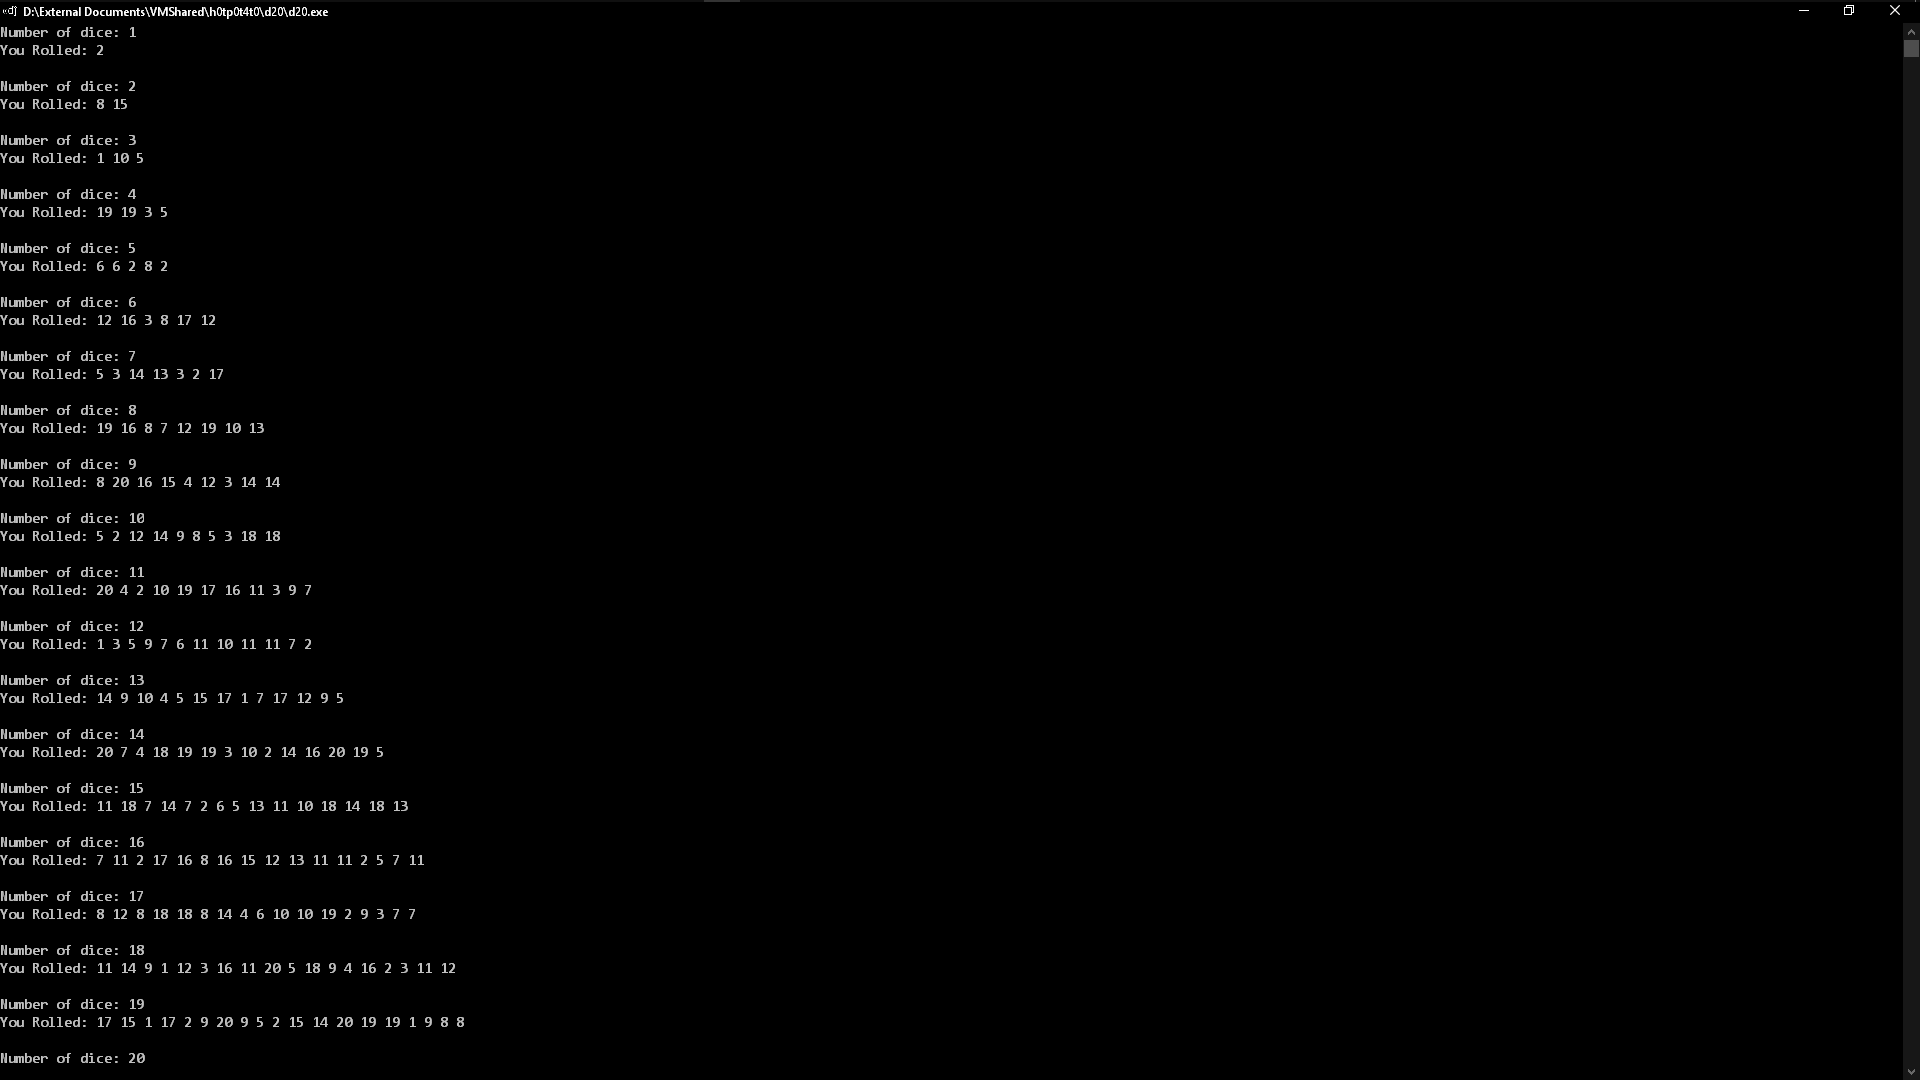 D:\External Documents\VMShared\h0tp0t4t0\d20\d20.exe
Number of dice: 1
You Rolled: 2
Number of dice: 2
You Rolled: 8 15
Number of dice: 3
You Rolled: 1 10 5
Number of dice: 4
You Rolled: 19 19 3 5
Number of dice: 5
You Rolled: 6 6 2 8 2
Number of dice: 6
You Rolled: 12 16 3 8 17 12
Number of dice: 7
You Rolled: 5 3 14 13 3 2 17
Number of dice: 8
You Rolled: 19 16 8 7 12 19 10 13
Number of dice: 9
You Rolled: 8 20 16 15 4 12 3 14 14
Number of dice: 10
You Rolled: 5 2 12 14 9 8 5 3 18 18
Number of dice: 11
You Rolled: 20 4 2 10 19 17 16 11 3 9 7
Number of dice: 12
You Rolled: 1 3 5 9 7 6 11 10 11 11 7 2
Number of dice: 13
You Rolled: 14 9 10 4 5 15 17 1 7 17 12 9 5
Number of dice: 14
You Rolled: 20 7 4 18 19 19 3 10 2 14 16 20 19 5
Number of dice: 15
You Rolled: 11 18 7 14 7 2 6 5 13 11 10 18 14 18 13
Number of dice: 16
You Rolled: 7 11 2 17 16 8 16 15 12 13 11 11 2 5 7 11
Number of dice: 17
You Rolled: 8 12 8 18 18 8 14 4 6 10 10 19 2 9 3 7 7
Number of dice: 18
You Rolled: 11 14 9 1 12 3 16 11 20 5 18 9 4 16 2 3 11 12
Number of dice: 19
You Rolled: 17 15 1 17 2 9 20 9 5 2 15 14 20 19 19 1 9 8 8
Number of dice: 20